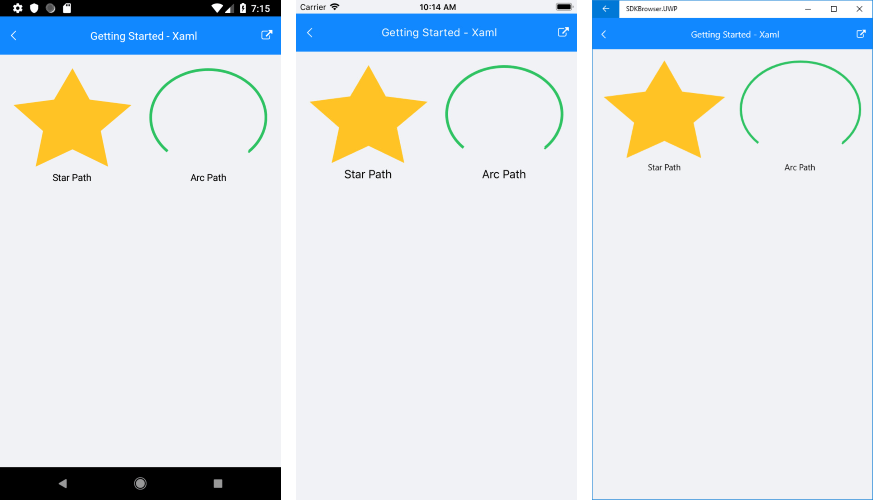 7:15
Getting Started - Xaml
Star Path
Arc Path
Carrier
10:14 AM
Getting Started - Xaml
Star Path
Arc Path
SDKBrowser.UWP
Getting Started - Xaml
Star Path
Arc Path